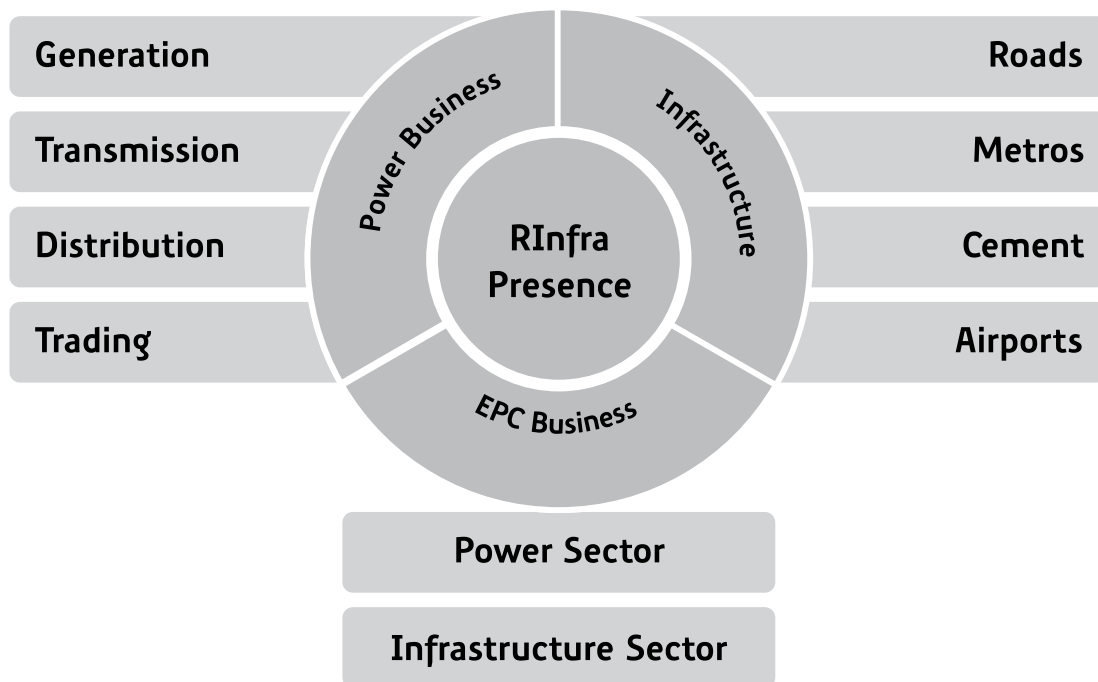 Generation
Transmission
Distribution
Trading
Power Business
Infrastructure
RInfra
Presence
EPC Business
Roads
Metros
Cement
Airports
Power Sector
Infrastructure Sector